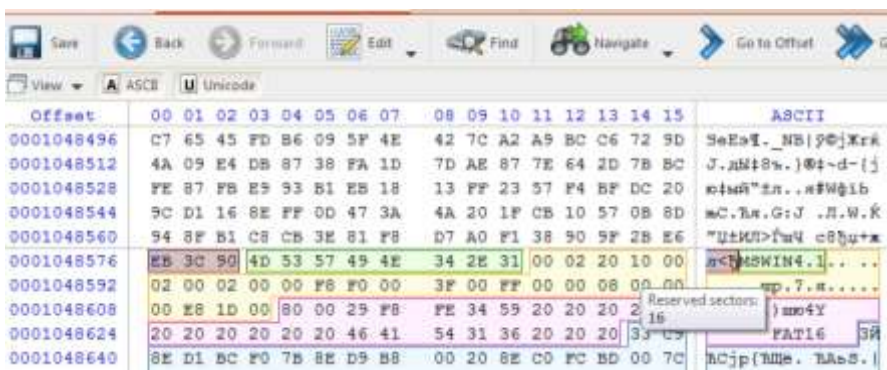 Save Back Forward Edit Find Navigate Go to Offset
View A ASCII U Unicode
Offset 00 01 02 03 04 05 06 07 08 09 10 11 12 13 14 15 ASCII
0001048496 C7 65 45 FD B6 09 5F 4E 42 7C A2 A9 BC C6 72 9D
0001048512 4A 09 E4 DB 87 38 FA 1D 7D AE 87 7E 64 2D 7B BC
0001048528 FE 87 FB E9 93 B1 EB 18 13 FF 23 57 F4 BF DC 20
0001048544 9C D1 16 8E FF 0D 47 3A 4A 20 1F CB 10 57 0B 8D
0001048560 94 8F B1 C8 CB 3E 81 F8 D7 A0 F1 38 90 9F 2B E6
0001048576 EB 3C 90 4D 53 57 49 4E 34 2E 31 00 02 20 10 00 л<ђMSWIN4.1.. ..
0001048592 02 00 02 00 00 F8 F0 00 3F 00 FF 00 00 08 00 00
0001048608 00 E8 1D 00 80 00 29 F8 FE 34 59 20 20 20 )шю4Y
Reserved sectors:
16
0001048624 20 20 20 20 20 46 41 54 31 36 20 20 20 33 C9 FAT16 3Й
0001048640 8E D1 BC F0 7B 8E D9 B8 00 20 8E C0 FC BD 00 7C